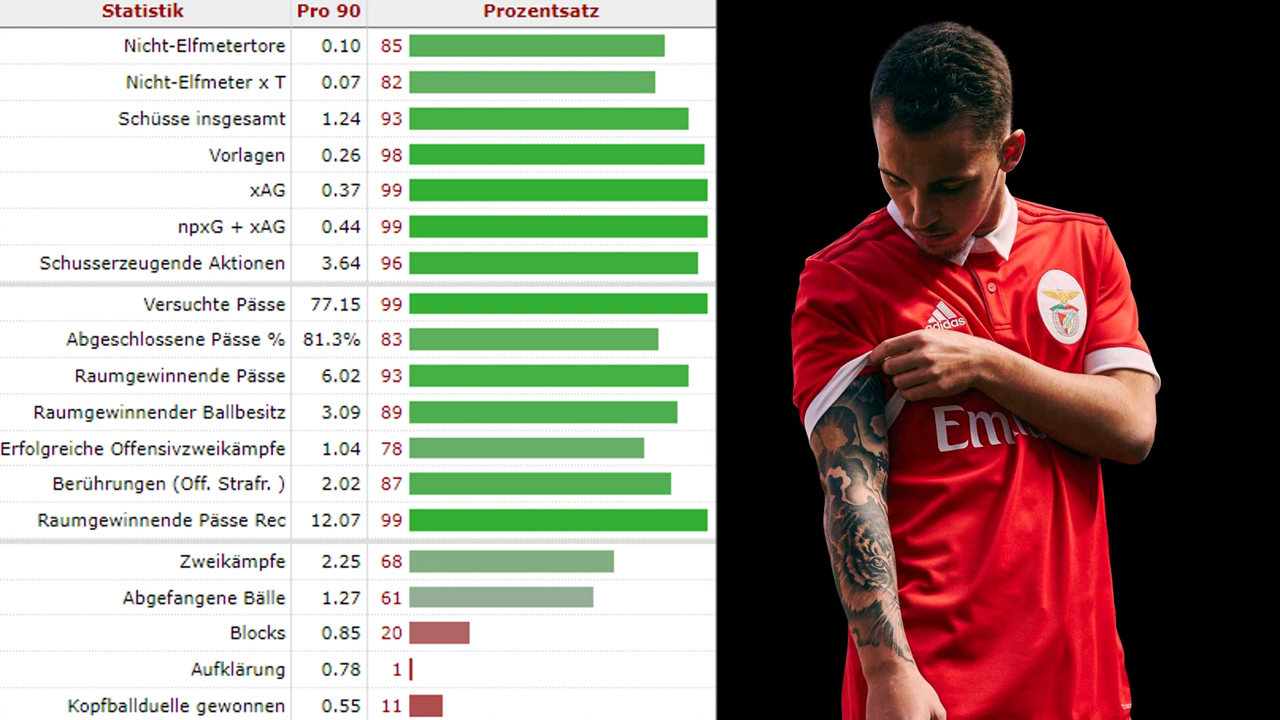 Statistik Pro 90 Prozentsatz
Nicht-Elfmetertore 0.10 85
Nicht-Elfmeter x T 0.07 82
Schüsse insgesamt 1.24 93
Vorlagen 0.26 98
xAG 0.37 99
npxG + xAG 0.44 99
Schusserzeugende Aktionen 3.64 96
Versuchte Pässe 77.15 99
Abgeschlossene Pässe % 81.3% 83
Raumgewinnende Pässe 6.02 93
Raumgewinnender Ballbesitz 3.09 89
Erfolgreiche Offensivzweikämpfe 1.04 78
Berührungen (Off. Strafr. ) 2.02 87
Raumgewinnende Pässe Rec 12.07 99
Zweikämpfe 2.25 68
Abgefangene Bälle 1.27 61
Blocks 0.85 20
Aufklärung 0.78 1
Kopfballduelle gewonnen 0.55 11
adidas
Em